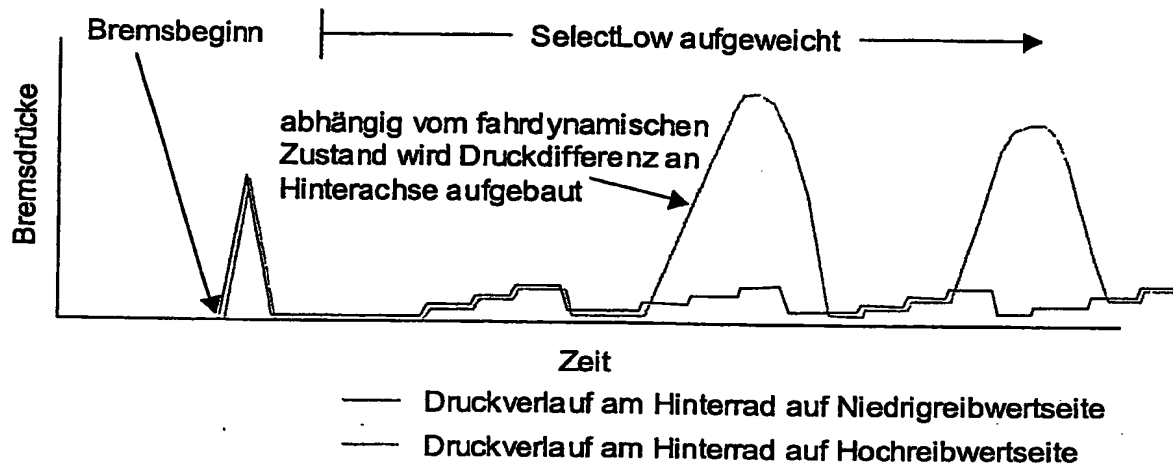 Bremsbeginn
SelectLow aufgeweicht
Bremsdrücke
abhängig vom fahrdynamischen
Zustand wird Druckdifferenz an
Hinterachse aufgebaut
Zeit
Druckverlauf am Hinterrad auf Niedrigreibwertseite
Druckverlauf am Hinterrad auf Hochreibwertseite